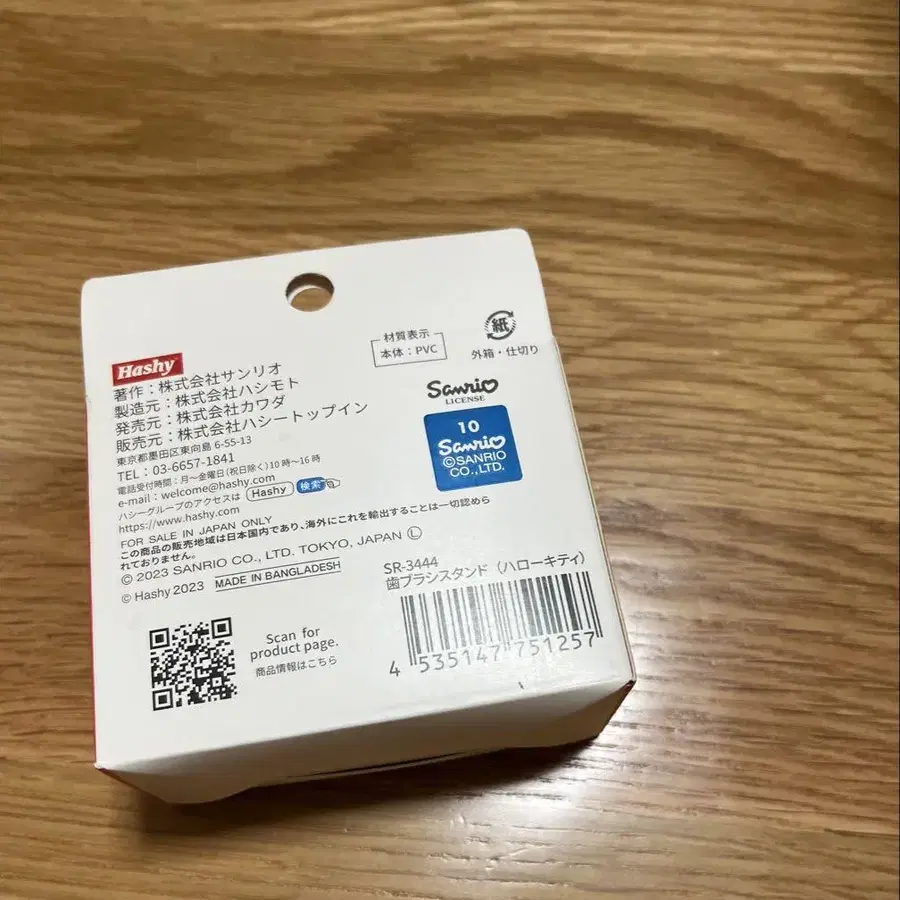 Hashy
著作：株式会社サンリオ
製造元：株式会社ハシモト
発売元：株式会社カワダ
販売元：株式会社ハシートップイン
東京都墨田区東向島 6-55-13
TEL：03-6657-1841
電話受付時間：月〜金曜日(祝日除く)10時〜16時
e-mail：welcome@hashy.com
ハシーグループのアクセスは Hashy 検索
https://www.hashy.com
FOR SALE IN JAPAN ONLY
この商品の販売地域は日本国内であり、海外にこれを輸出することは一切認めら
れておりません。
© 2023 SANRIO CO., LTD. TOKYO, JAPAN Ⓛ
© Hashy 2023 MADE IN BANGLADESH
材質表示
本体：PVC
紙
外箱・仕切り
Sanrio
LICENSE
10
Sanrio
©SANRIO
CO.,LTD.
SR-3444
歯ブラシスタンド（ハローキティ）
4 535147 751257
Scan for
product page.
商品情報はこちら